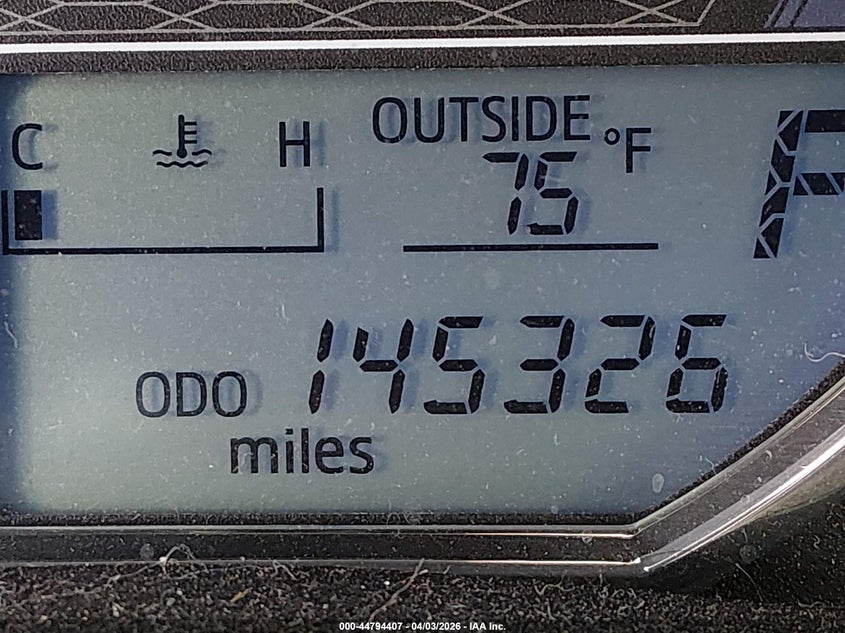 C H
OUTSIDE °F
75
ODO 145326
miles
000-44794407 - 04/03/2026 - IAA Inc.